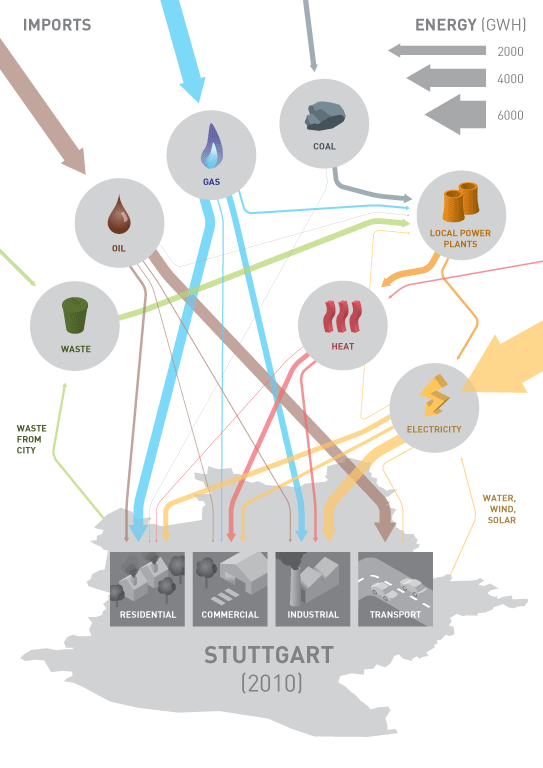 IMPORTS
ENERGY (GWH)
2000
4000
6000
COAL
GAS
OIL
LOCAL POWER
PLANTS
WASTE
HEAT
ELECTRICITY
WASTE
FROM
CITY
WATER,
WIND,
SOLAR
RESIDENTIAL
COMMERCIAL
INDUSTRIAL
TRANSPORT
STUTTGART
(2010)